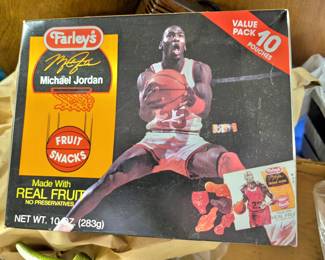 Farley's
Michael Jordan
FRUIT
SNACKS
Made With
REAL FRUIT
NO PRESERVATIVES
NET WT. 10 OZ (283g)
VALUE
PACK 10
POUCHES
Farley's